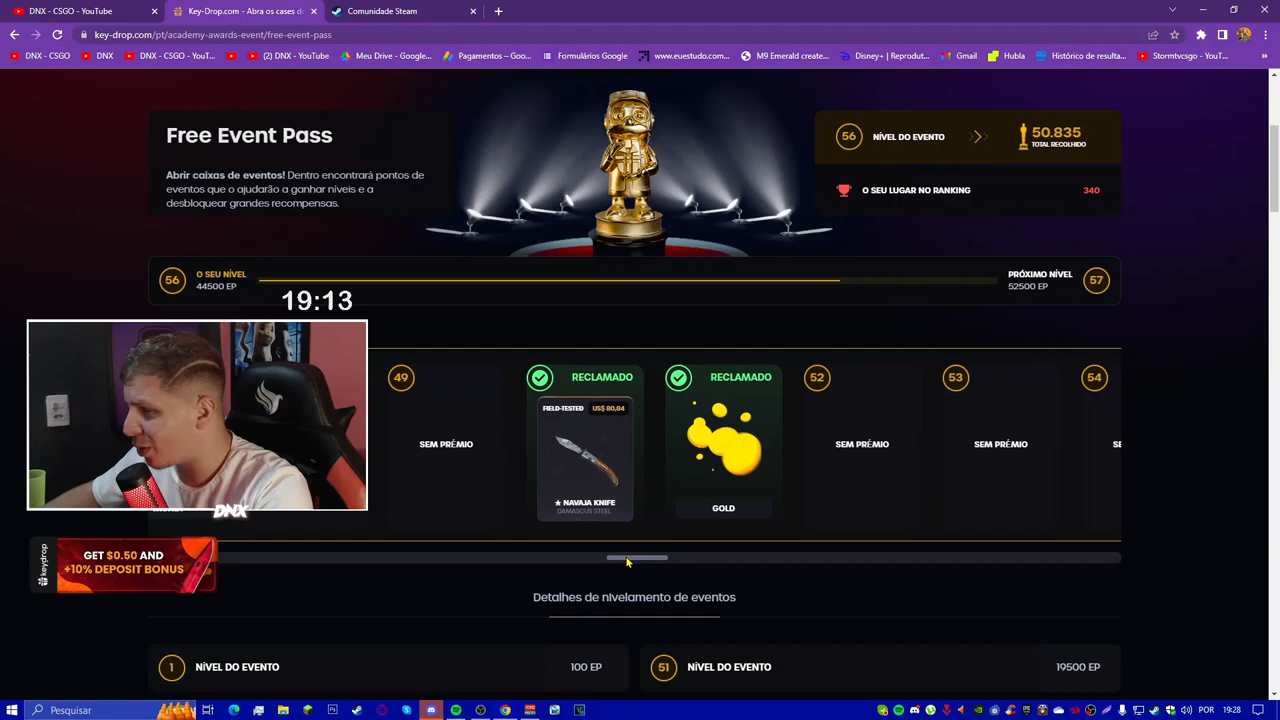 DNX - CSGO - YouTube
Key-Drop.com - Abra os cases d
Comunidade Steam
key-drop.com/pt/academy-awards-event/free-event-pass
DNX - CSGO - YouTube
DNX
DNX - CSGO - YouT...
(2) DNX - YouTube
Meu Drive - Google...
Pagamentos – Goo...
Formulários Google
www.euestudo.com...
M9 Emerald create...
Disney+ | Reprodut...
Gmail
Hubla
Histórico de resulta...
Stormtvcsgo - YouT...
Free Event Pass
Abrir caixas de eventos! Dentro encontrará pontos de
eventos que o ajudarão a ganhar níveis e a
desbloquear grandes recompensas.
56
NÍVEL DO EVENTO
50.835
TOTAL RECOLHIDO
O SEU LUGAR NO RANKING
340
56
O SEU NÍVEL
44500 EP
PRÓXIMO NÍVEL
52500 EP
57
19:13
49
SEM PRÉMIO
RECLAMADO
FIELD-TESTED
US$ 80,84
★ NAVAJA KNIFE
DAMASCUS STEEL
RECLAMADO
GOLD
52
SEM PRÉMIO
53
SEM PRÉMIO
54
SE
DNX
keydrop
GET $0.50 AND
+10% DEPOSIT BONUS
Detalhes de nivelamento de eventos
1
NÍVEL DO EVENTO
100 EP
51
NÍVEL DO EVENTO
19500 EP
Pesquisar
POR
19:28